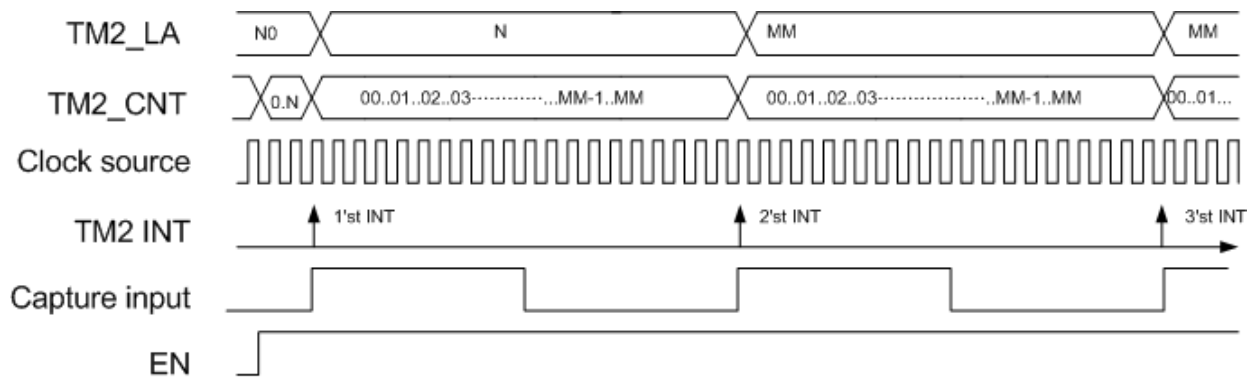 TM2_LA N0 N MM MM
TM2_CNT 0.N 00..01..02..03-----------...MM-1..MM 00..01..02..03----------------..MM-1..MM 00..01...
Clock source
TM2 INT 1'st INT 2'st INT 3'st INT
Capture input
EN